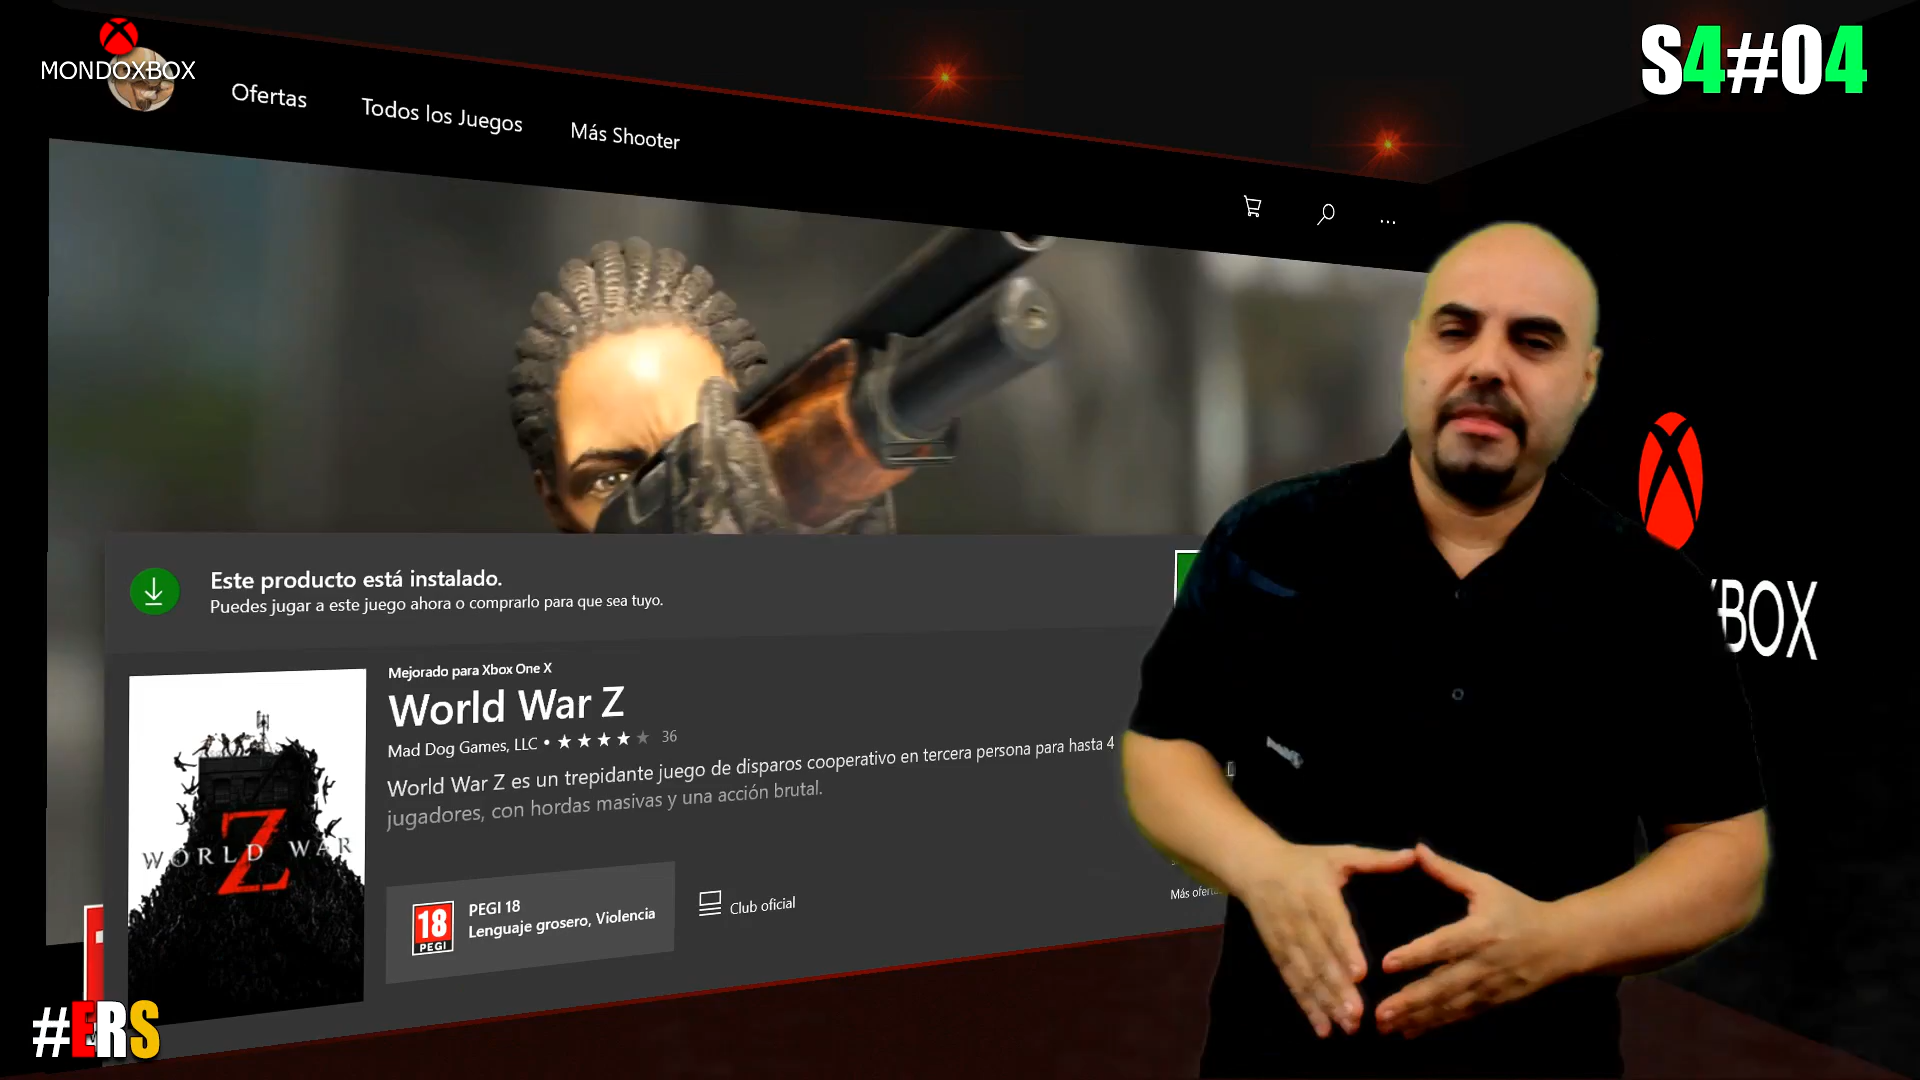 MONDOXBOX
S4#04
Ofertas
Todos los Juegos
Más Shooter
...
Este producto está instalado.
Puedes jugar a este juego ahora o comprarlo para que sea tuyo.
Mejorado para Xbox One X
World War Z
Mad Dog Games, LLC • ★★★★★ 36
World War Z es un trepidante juego de disparos cooperativo en tercera persona para hasta 4
jugadores, con hordas masivas y una acción brutal.
WORLD WAR
Z
18
PEGI
PEGI 18
Lenguaje grosero, Violencia
Club oficial
Más
XBOX
#ERS